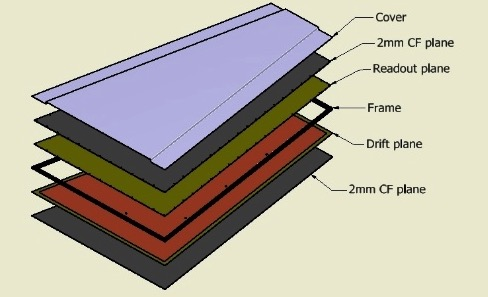 Cover
2mm CF plane
Readout plane
Frame
Drift plane
2mm CF plane